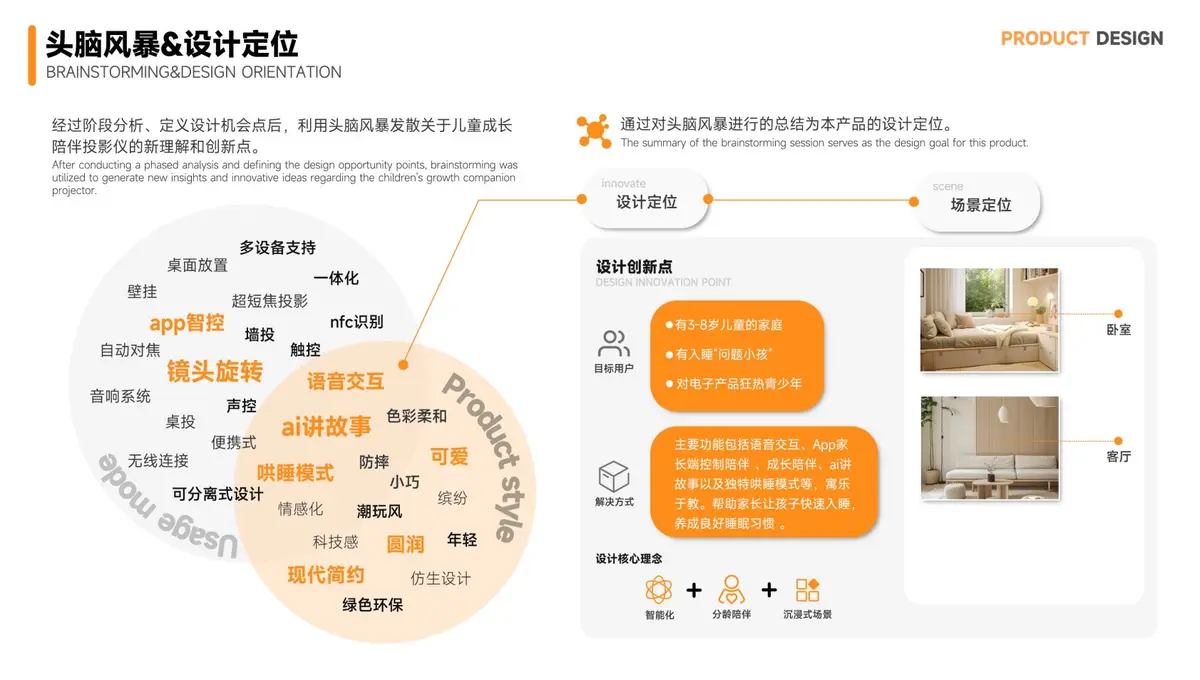 头脑风暴&设计定位
BRAINSTORMING&DESIGN ORIENTATION
PRODUCT DESIGN
经过阶段分析、定义设计机会点后，利用头脑风暴发散关于儿童成长
陪伴投影仪的新理解和创新点。
After conducting a phased analysis and defining the design opportunity points, brainstorming was
utilized to generate new insights and innovative ideas regarding the children's growth companion
projector.
通过对头脑风暴进行的总结为本产品的设计定位。
The summary of the brainstorming session serves as the design goal for this product.
多设备支持
桌面放置
一体化
壁挂
超短焦投影
app智控
墙投
nfc识别
自动对焦
触控
镜头旋转
语音交互
音响系统
声控
色彩柔和
桌投
ai讲故事
便携式
无线连接
哄睡模式
防摔
可爱
小巧
可分离式设计
情感化
潮玩风
缤纷
科技感
圆润
年轻
现代简约
仿生设计
绿色环保
Usage mode
Product style
innovate
设计定位
scene
场景定位
设计创新点
DESIGN INNOVATION POINT
目标用户
●有3-8岁儿童的家庭
●有入睡“问题小孩”
● 对电子产品狂热青少年
解决方式
主要功能包括语音交互、App家
长端控制陪伴 、成长陪伴、ai讲
故事以及独特哄睡模式等，寓乐
于教。帮助家长让孩子快速入睡，
养成良好睡眠习惯 。
设计核心理念
智能化
分龄陪伴
沉浸式场景
卧室
客厅